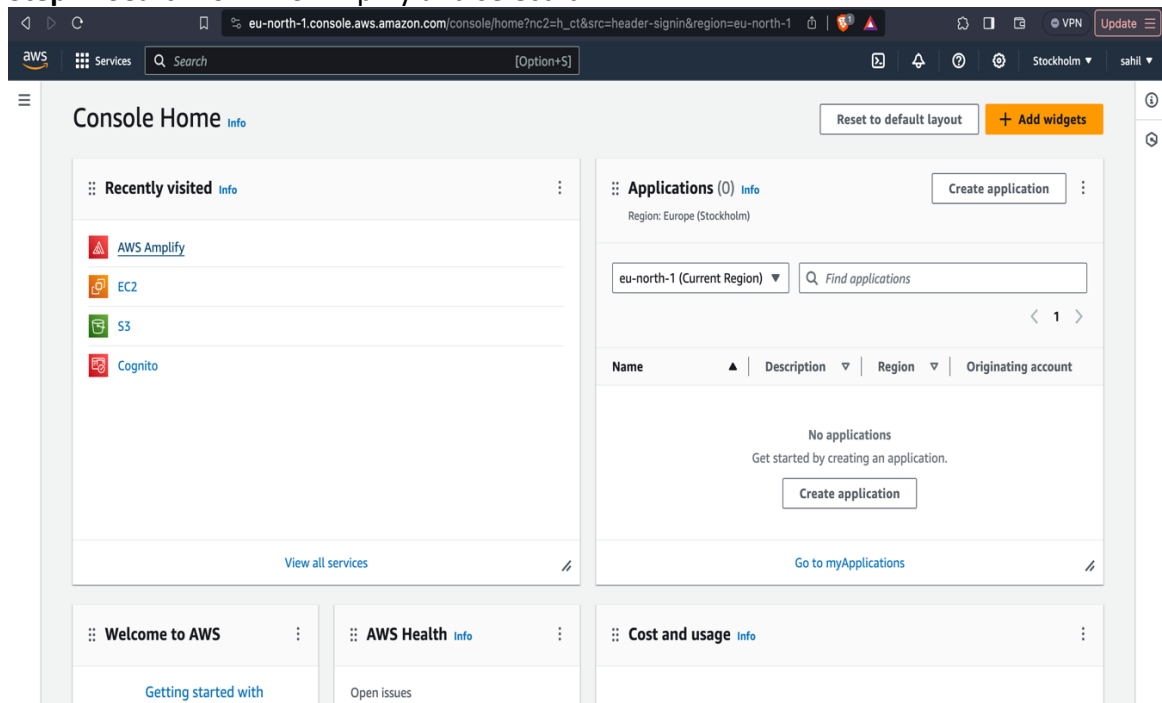 eu-north-1.console.aws.amazon.com/console/home?nc2=h_ct&src=header-signin&region=eu-north-1
VPN
Update
aws
Services
Search
[Option+S]
Stockholm
sahil
Console Home Info
Reset to default layout
+ Add widgets
Recently visited Info
AWS Amplify
EC2
S3
Cognito
View all services
Applications (0) Info
Region: Europe (Stockholm)
Create application
eu-north-1 (Current Region)
Find applications
1
Name Description Region Originating account
No applications
Get started by creating an application.
Create application
Go to myApplications
Welcome to AWS
Getting started with
AWS Health Info
Open issues
Cost and usage Info